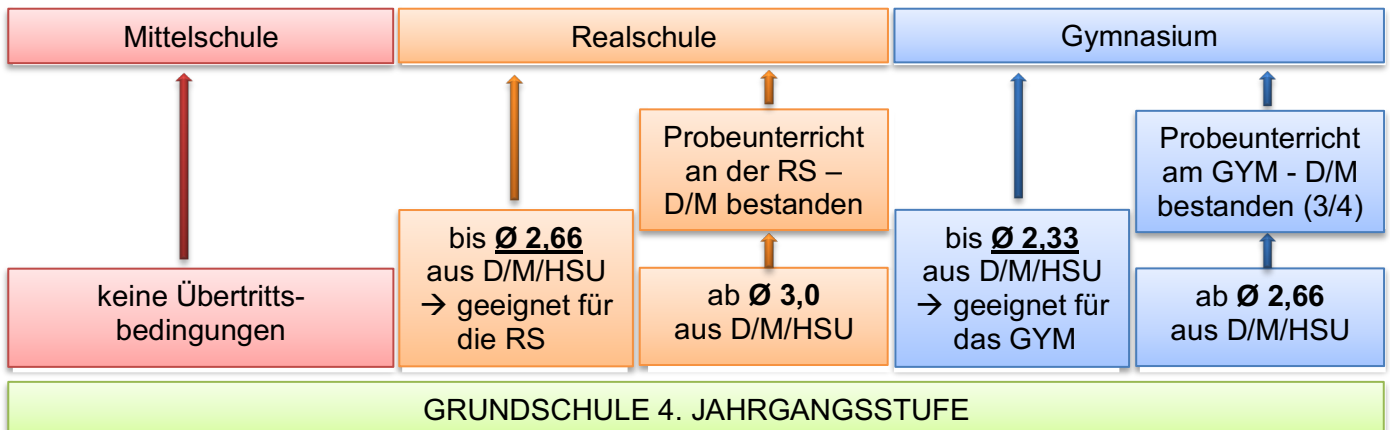 Mittelschule
Realschule
Gymnasium
Probeunterricht
an der RS –
D/M bestanden
Probeunterricht
am GYM - D/M
bestanden (3/4)
keine Übertritts-
bedingungen
bis Ø 2,66
aus D/M/HSU
→ geeignet für
die RS
ab Ø 3,0
aus D/M/HSU
bis Ø 2,33
aus D/M/HSU
→ geeignet für
das GYM
ab Ø 2,66
aus D/M/HSU
GRUNDSCHULE 4. JAHRGANGSSTUFE